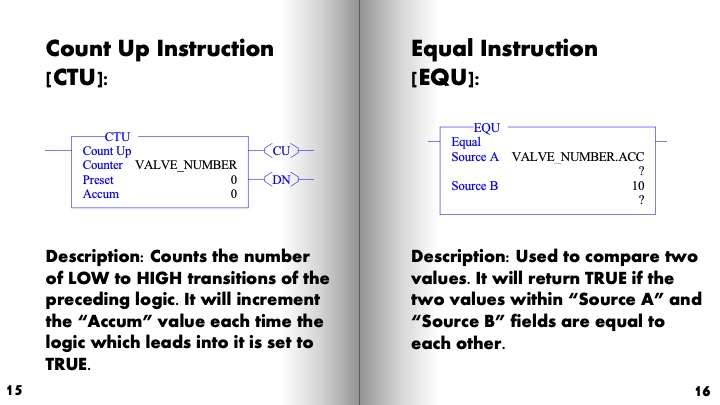 Count Up Instruction
[CTU]:
CTU
Count Up
Counter VALVE_NUMBER
Preset 0
Accum 0
CU
DN
Description: Counts the number
of LOW to HIGH transitions of the
preceding logic. It will increment
the “Accum” value each time the
logic which leads into it is set to
TRUE.
15
Equal Instruction
[EQU]:
EQU
Equal
Source A VALVE_NUMBER.ACC
?
Source B 10
?
Description: Used to compare two
values. It will return TRUE if the
two values within “Source A” and
“Source B” fields are equal to
each other.
16